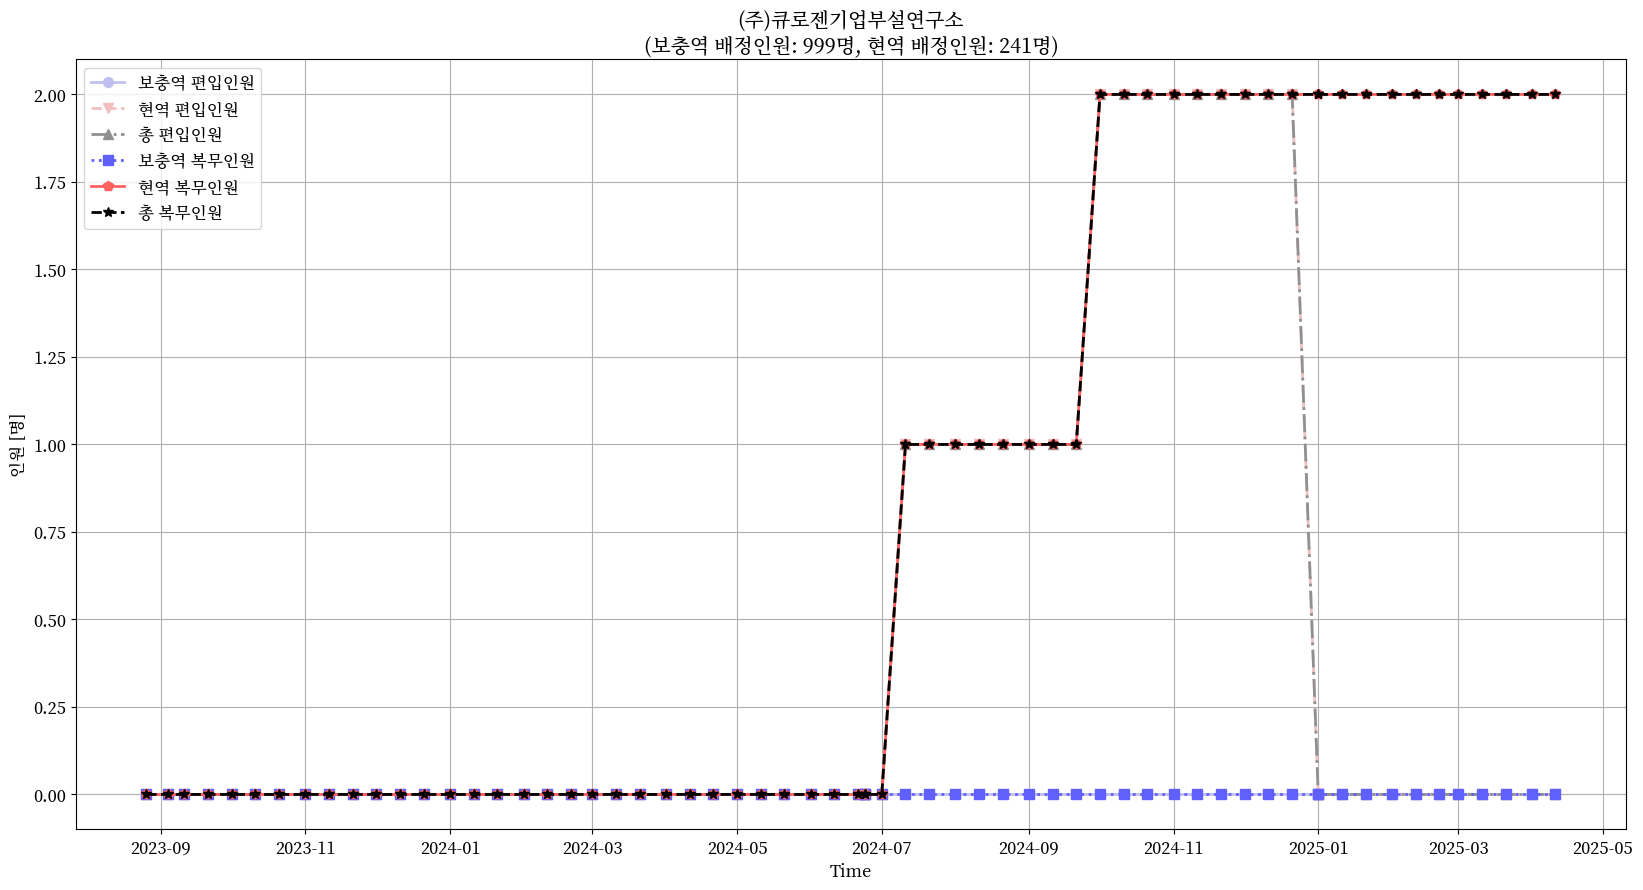 (주)큐로젠기업부설연구소
(보충역 배정인원: 999명, 현역 배정인원: 241명)
보충역 편입인원
현역 편입인원
총 편입인원
보충역 복무인원
현역 복무인원
총 복무인원
2.00
1.75
1.50
1.25
1.00
0.75
0.50
0.25
0.00
인원 [명]
2023-09 2023-11 2024-01 2024-03 2024-05 2024-07 2024-09 2024-11 2025-01 2025-03 2025-05
Time